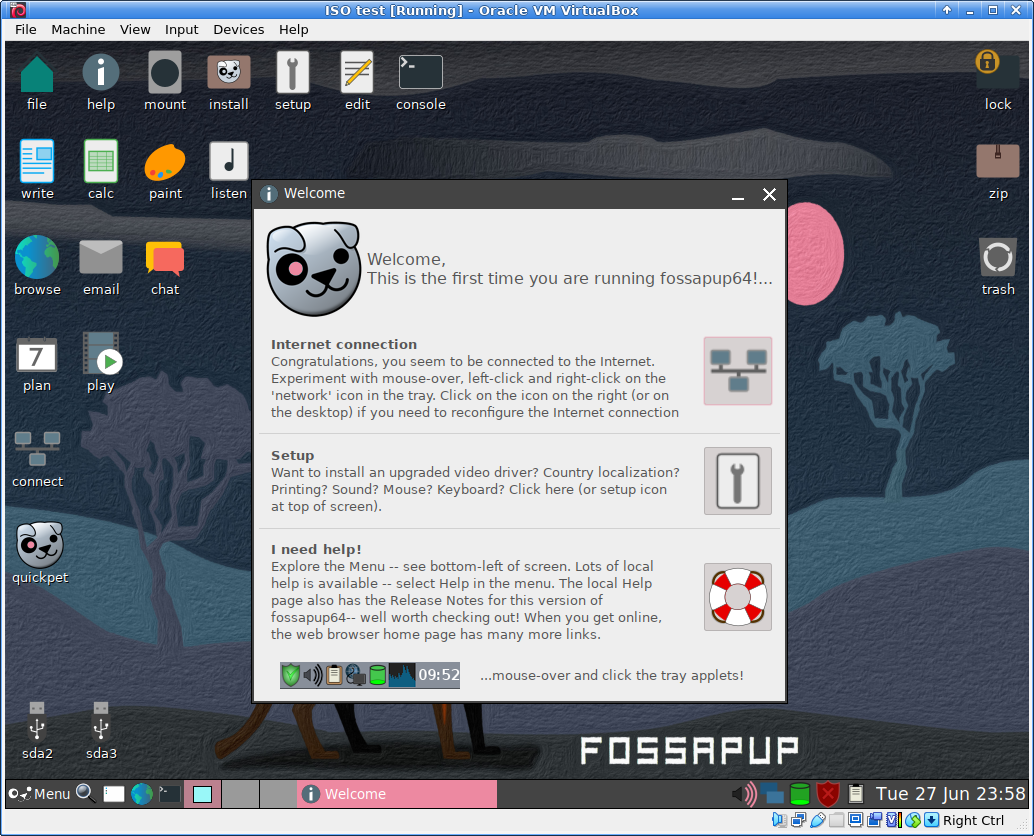 ISO test [Running] - Oracle VM VirtualBox
File Machine View Input Devices Help
file help mount install setup edit console lock
write calc paint listen zip
browse email chat trash
7
plan play
connect
quickpet
sda2 sda3
Welcome
Welcome,
This is the first time you are running fossapup64!...
Internet connection
Congratulations, you seem to be connected to the Internet.
Experiment with mouse-over, left-click and right-click on the
'network' icon in the tray. Click on the icon on the right (or on
the desktop) if you need to reconfigure the Internet connection
Setup
Want to install an upgraded video driver? Country localization?
Printing? Sound? Mouse? Keyboard? Click here (or setup icon
at top of screen).
I need help!
Explore the Menu -- see bottom-left of screen. Lots of local
help is available -- select Help in the menu. The local Help
page also has the Release Notes for this version of
fossapup64-- well worth checking out! When you get online,
the web browser home page has many more links.
09:52 ...mouse-over and click the tray applets!
FOSSAPUP
Menu Welcome Tue 27 Jun 23:58
Right Ctrl